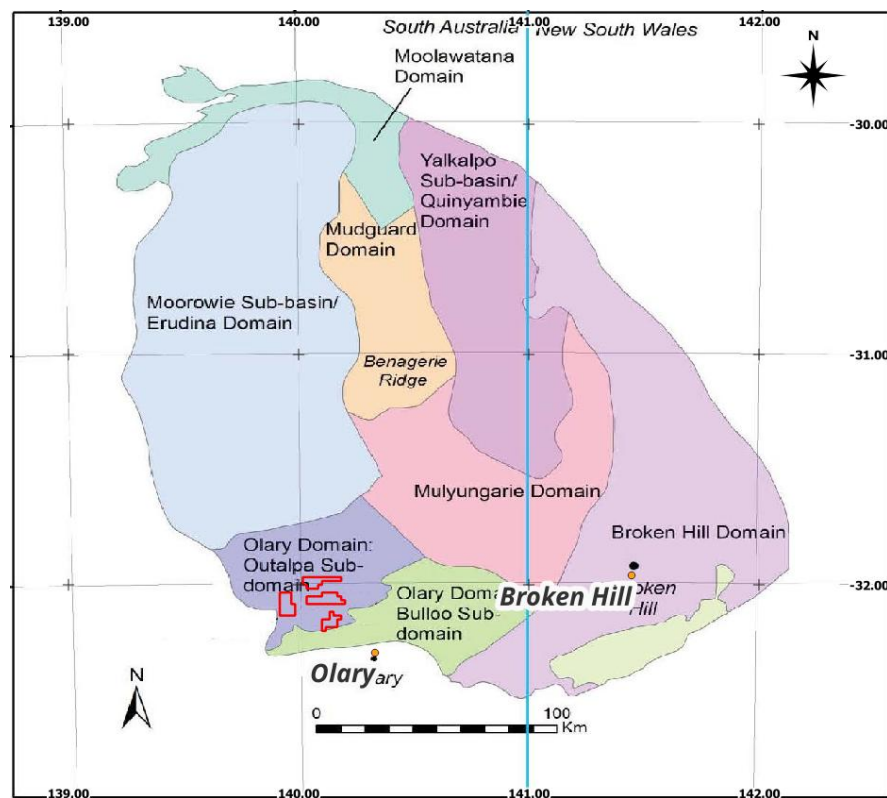 139.00 140.00 141.00 142.00
South Australia New South Wales
Moolawatana
Domain
N
-30.00
Yalkalpo
Sub-basin/
Quinyambie
Domain
Mudguard
Domain
Moorowie Sub-basin/
Erudina Domain
-31.00
Benagerie
Ridge
Mulyungarie Domain
Broken Hill Domain
Olary Domain:
Outalpa Sub-
domain
-32.00
Olary Doma
Bulloo Sub-
domain
Broken Hill
oken
Hill
Olary
ary
N
0 100
Km
139.00 140.00 141.00 142.00